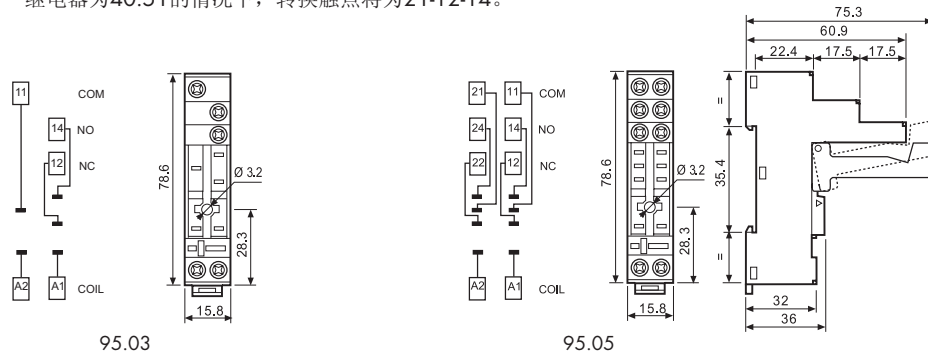 继电器为40.51的情况下，转换触点将为21-12-14。
75.3
60.9
22.4 17.5 17.5
11 COM
14 NO
12 NC
A2 A1 COIL
78.6
Ø 3.2
28.3
15.8
95.03
21 11 COM
24 14 NO
22 12 NC
A2 A1 COIL
78.6
Ø 3.2
28.3
15.8
95.05
=
35.4
=
32
36